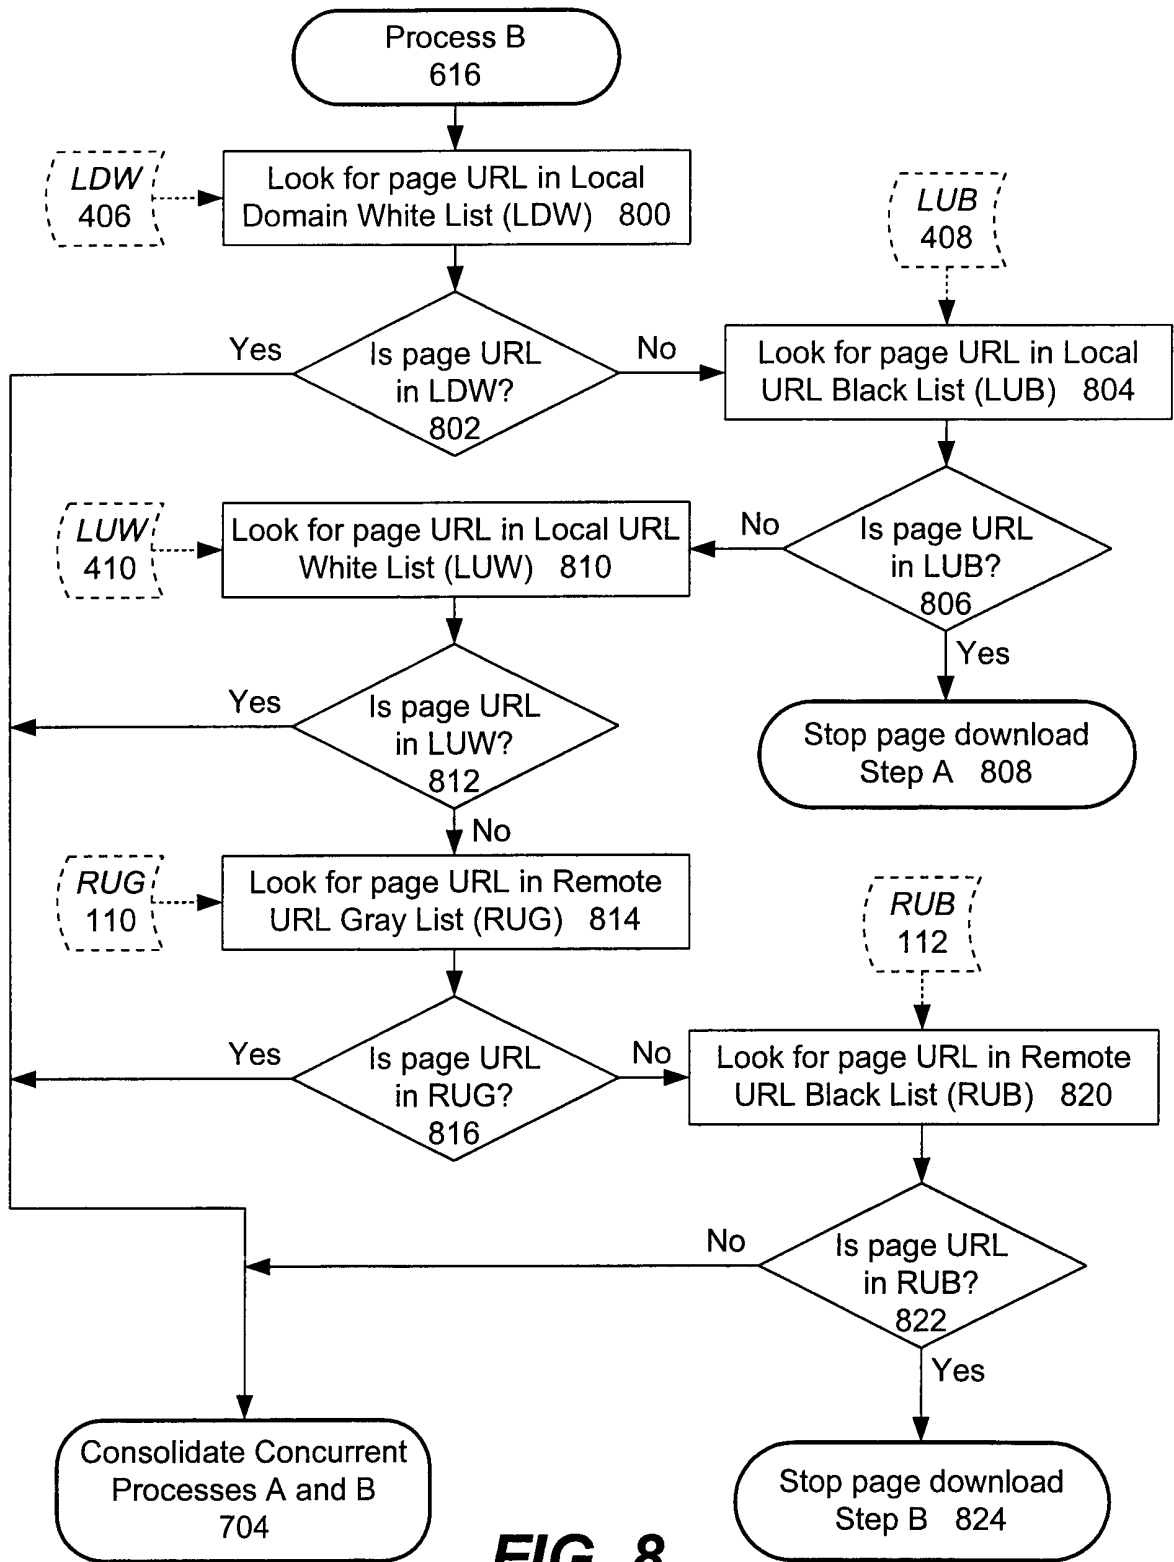 Process B
616
LDW
406
Look for page URL in Local
Domain White List (LDW) 800
LUB
408
Yes
Is page URL
in LDW?
802
No
Look for page URL in Local
URL Black List (LUB) 804
LUW
410
Look for page URL in Local URL
White List (LUW) 810
No
Is page URL
in LUB?
806
Yes
Stop page download
Step A 808
Yes
Is page URL
in LUW?
812
No
RUG
110
Look for page URL in Remote
URL Gray List (RUG) 814
RUB
112
Yes
Is page URL
in RUG?
816
No
Look for page URL in Remote
URL Black List (RUB) 820
No
Is page URL
in RUB?
822
Yes
Consolidate Concurrent
Processes A and B
704
Stop page download
Step B 824
FIG. 8